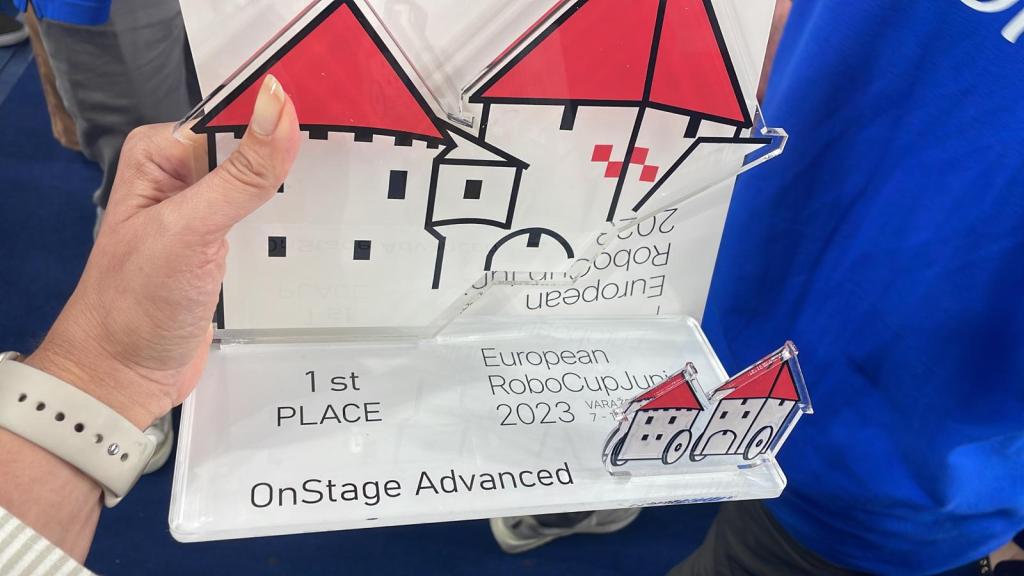 1 st
PLACE
European
RoboCupJuni
2023
OnStage Advanced